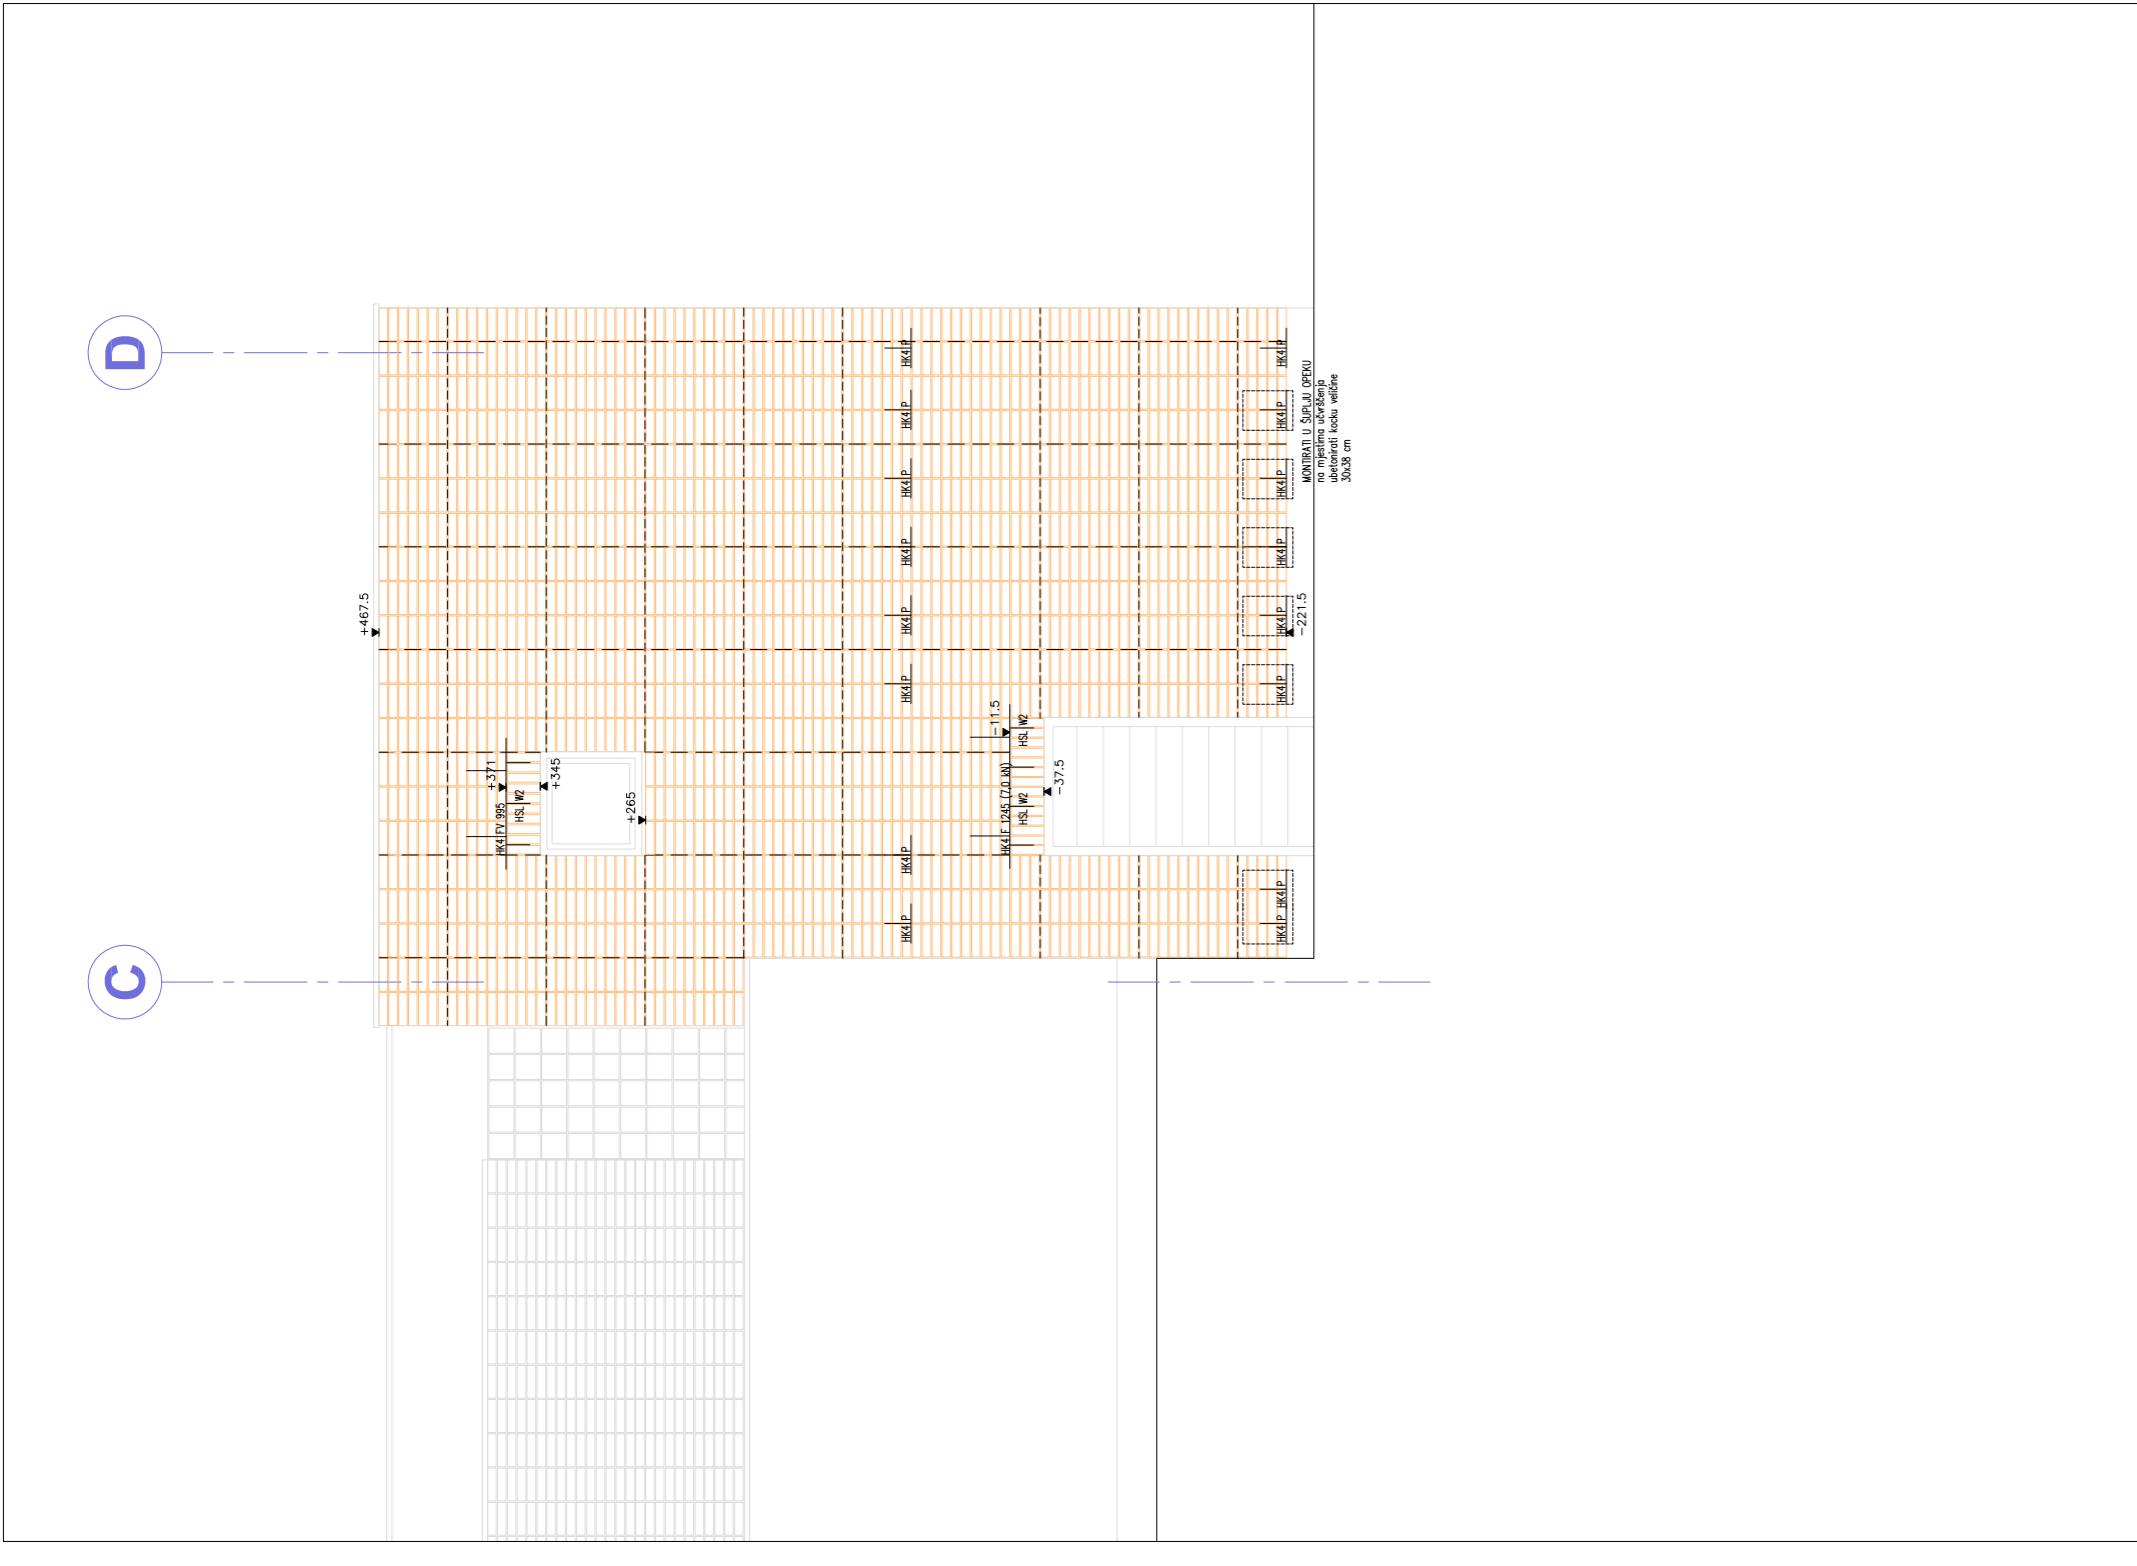 D
C
+467.5
+371
HK4 FV 995
HSL W2
+345
+265
HK4 P
HK4 P
HK4 P
HK4 P
HK4 P
HK4 P
HK4 P
HK4 P
-11.5
HK4 F 1245 (7,0 kN)
HSL W2
HSL W2
-37.5
HK4 P
HK4 P
HK4 P
HK4 P
HK4 P
HK4 P
HK4 P
HK4 P
-221.5
MONTIRATI U ŠUPLJU OPEKU
na mjestima učvršćenja
ubetonirati kocku veličine
30x38 cm